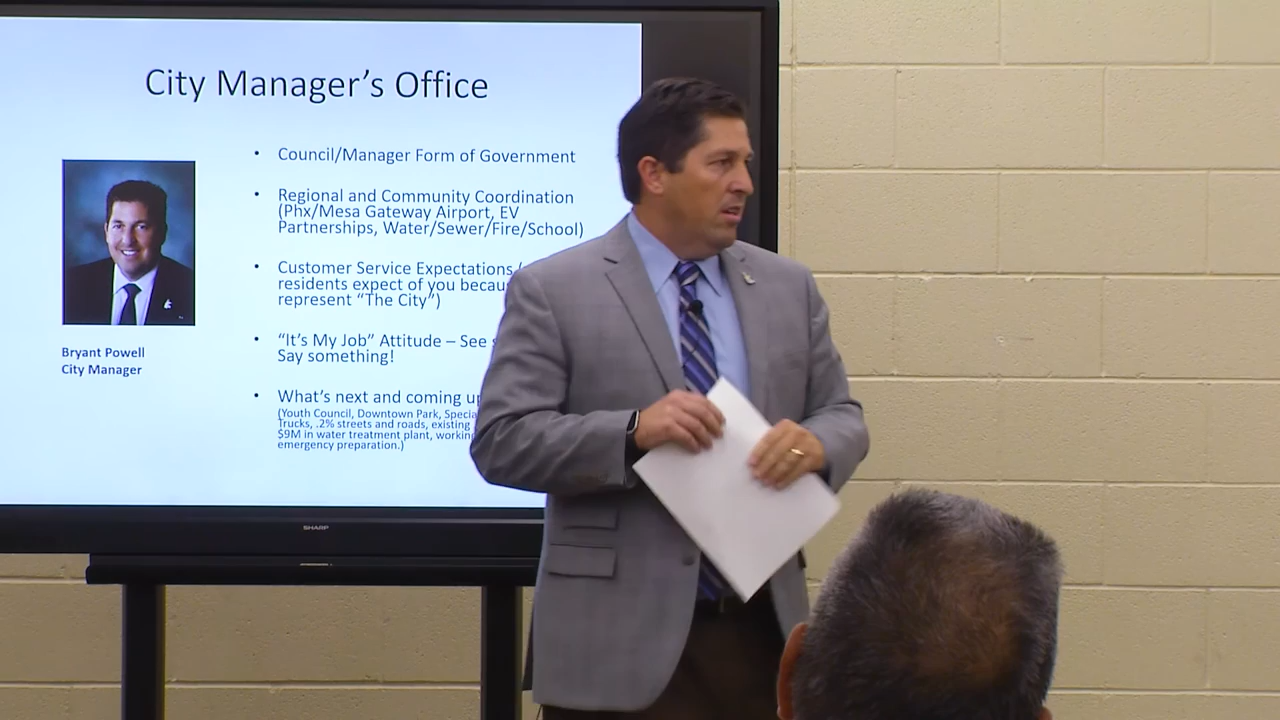 City Manager's Office
• Council/Manager Form of Government
• Regional and Community Coordination
(Phx/Mesa Gateway Airport, EV
Partnerships, Water/Sewer/Fire/School)
• Customer Service Expectations
residents expect of you
represent "The City")
• "It's My Job" Attitude – See
Say something!
• What's next and coming
(Youth Council, Downtown Park,
Trucks, .2% streets and roads, existing
$9M in water treatment plant,
emergency preparation.)
Bryant Powell
City Manager
SHARP